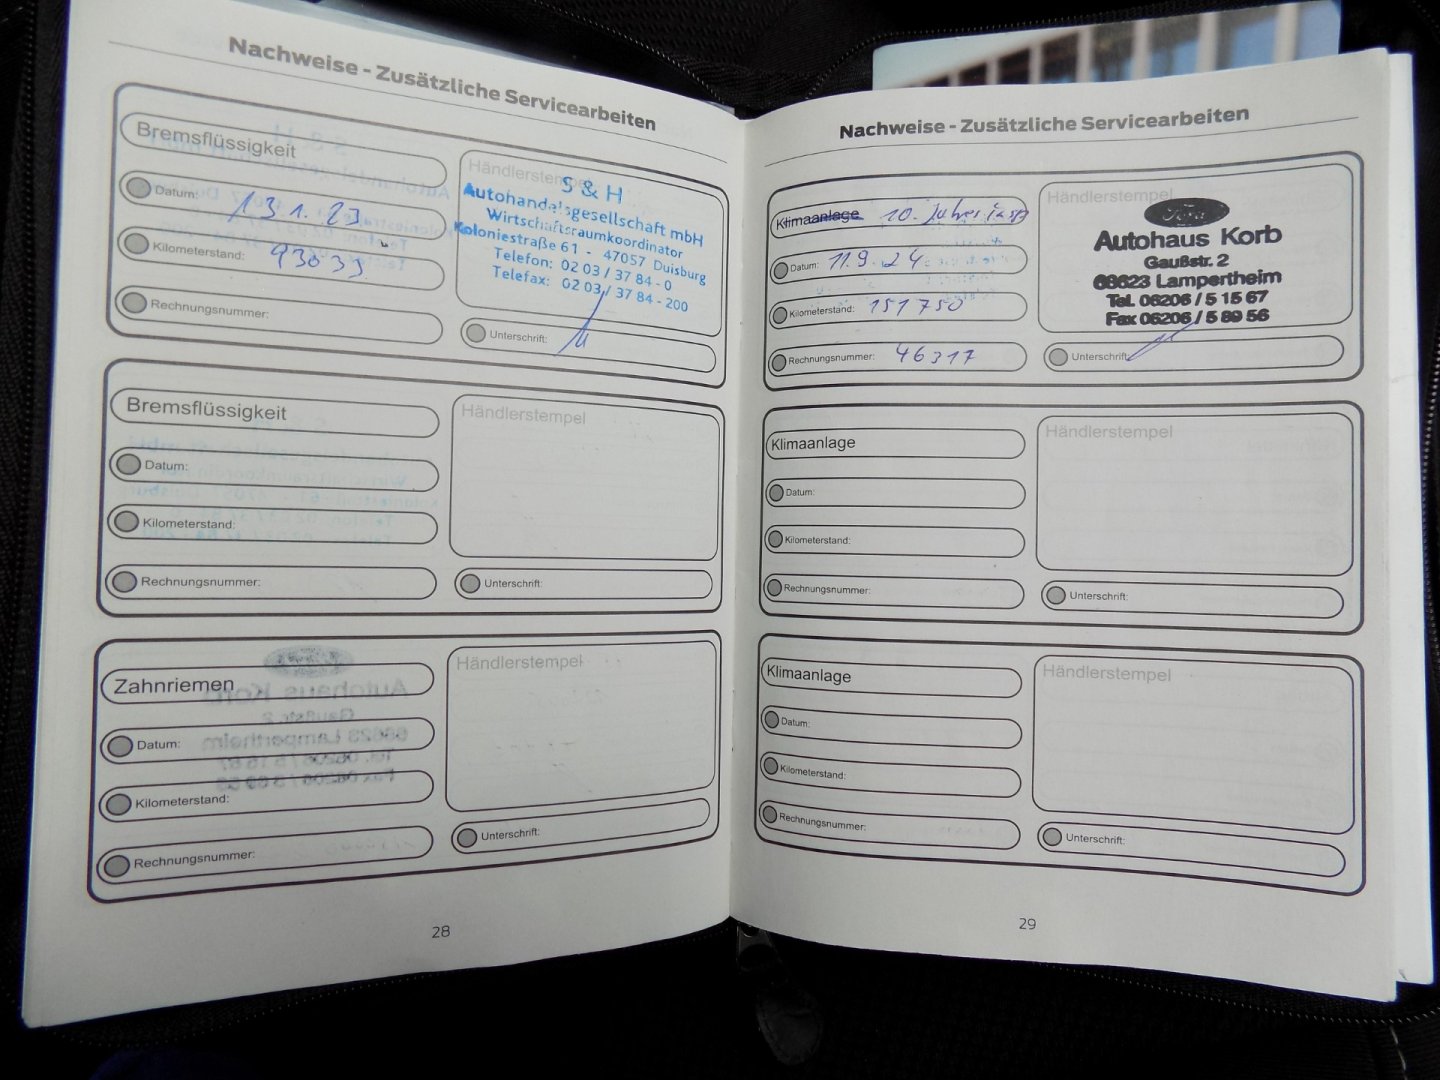 Nachweise - Zusätzliche Servicearbeiten
Bremsflüssigkeit
Datum: 13.1.23
Kilometerstand: 93033
Rechnungsnummer:
Händlerstempel
S & H
Autohandelsgesellschaft mbH
Wirtschaftsraumkoordinator
Koloniestraße 61 - 47057 Duisburg
Telefon: 02 03 / 37 84 - 0
Telefax: 02 03 / 37 84 - 200
Unterschrift:
Bremsflüssigkeit
Datum:
Kilometerstand:
Rechnungsnummer:
Händlerstempel
Unterschrift:
Zahnriemen
Datum:
Kilometerstand:
Rechnungsnummer:
Händlerstempel
Unterschrift:
28
Nachweise - Zusätzliche Servicearbeiten
Klimaanlage 10. Jahres insp
Datum: 11.9.24
Kilometerstand: 151750
Rechnungsnummer: 46317
Händlerstempel
Ford
Autohaus Korb
Gaußstr. 2
68623 Lampertheim
Tel. 06206 / 5 15 67
Fax 06206 / 5 89 56
Unterschrift:
Klimaanlage
Datum:
Kilometerstand:
Rechnungsnummer:
Händlerstempel
Unterschrift:
Klimaanlage
Datum:
Kilometerstand:
Rechnungsnummer:
Händlerstempel
Unterschrift:
29